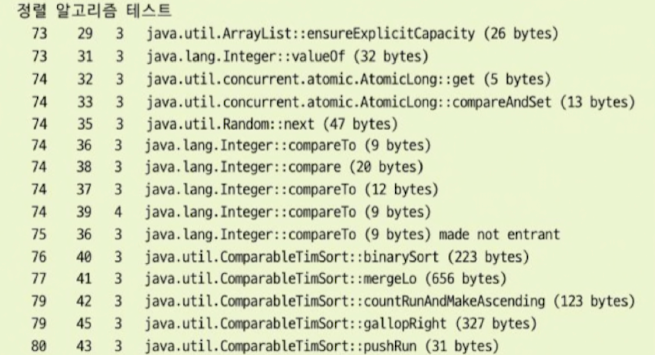 정렬 알고리즘 테스트
73 29 3 java.util.ArrayList::ensureExplicitCapacity (26 bytes)
73 31 3 java.lang.Integer::valueOf (32 bytes)
74 32 3 java.util.concurrent.atomic.AtomicLong::get (5 bytes)
74 33 3 java.util.concurrent.atomic.AtomicLong::compareAndSet (13 bytes)
74 35 3 java.util.Random::next (47 bytes)
74 36 3 java.lang.Integer::compareTo (9 bytes)
74 38 3 java.lang.Integer::compare (20 bytes)
74 37 3 java.lang.Integer::compareTo (12 bytes)
74 39 4 java.lang.Integer::compareTo (9 bytes)
75 36 3 java.lang.Integer::compareTo (9 bytes) made not entrant
76 40 3 java.util.ComparableTimSort::binarySort (223 bytes)
77 41 3 java.util.ComparableTimSort::mergeLo (656 bytes)
79 42 3 java.util.ComparableTimSort::countRunAndMakeAscending (123 bytes)
79 45 3 java.util.ComparableTimSort::gallopRight (327 bytes)
80 43 3 java.util.ComparableTimSort::pushRun (31 bytes)